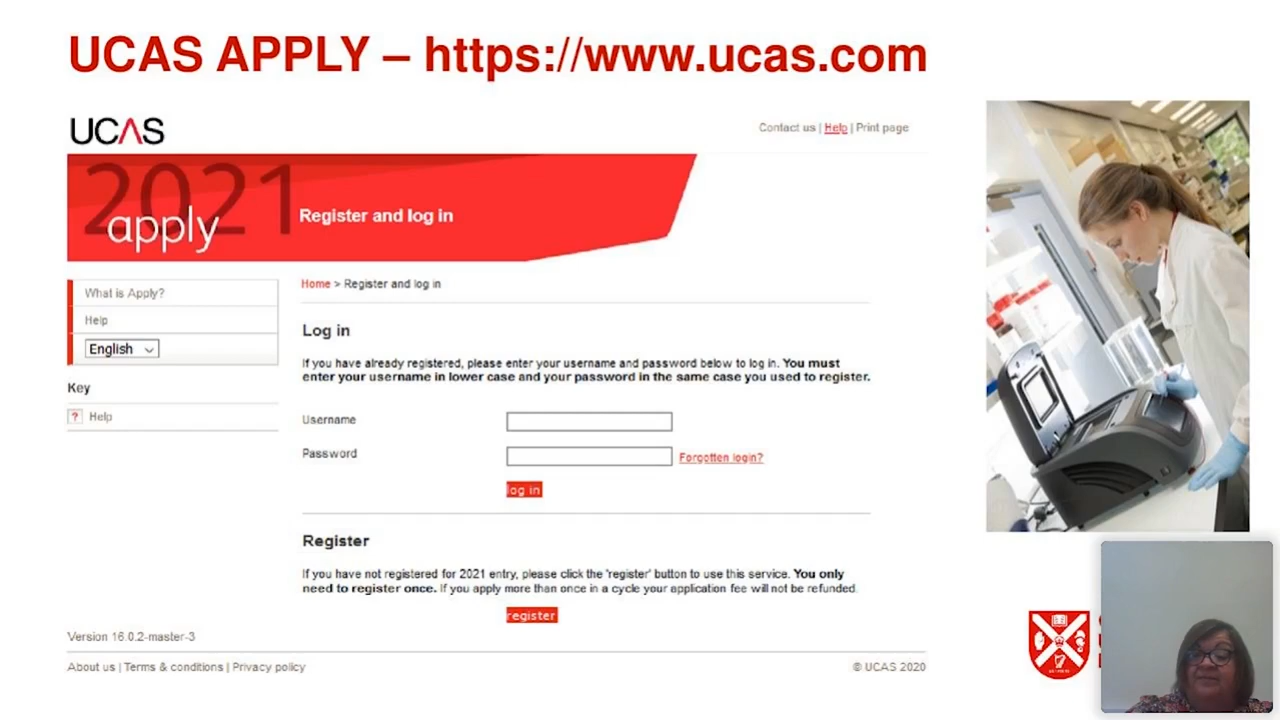 UCAS APPLY – https://www.ucas.com
UCAS
Contact us | Help | Print page
2021
apply
Register and log in
What is Apply?
Help
English
Key
? Help
Home > Register and log in
Log in
If you have already registered, please enter your username and password below to log in. You must
enter your username in lower case and your password in the same case you used to register.
Username
Password
Forgotten login?
log in
Register
If you have not registered for 2021 entry, please click the 'register' button to use this service. You only
need to register once. If you apply more than once in a cycle your application fee will not be refunded.
register
Version 16.0.2-master-3
About us | Terms & conditions | Privacy policy
© UCAS 2020